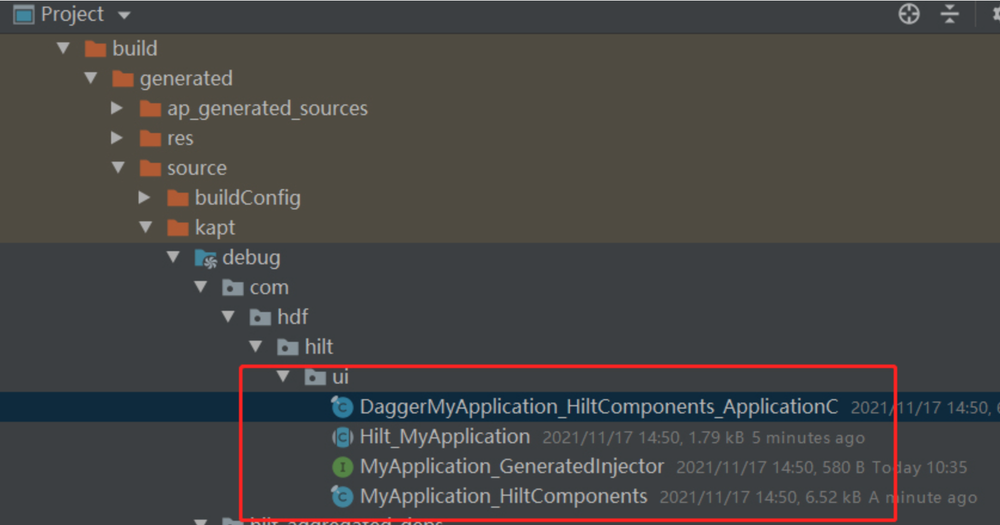 Project
build
generated
ap_generated_sources
res
source
buildConfig
kapt
debug
com
hdf
hilt
ui
DaggerMyApplication_HiltComponents_ApplicationC 2021/11/17 14:50,
Hilt_MyApplication 2021/11/17 14:50, 1.79 kB 5 minutes ago
MyApplication_GeneratedInjector 2021/11/17 14:50, 580 B Today 10:35
MyApplication_HiltComponents 2021/11/17 14:50, 6.52 kB A minute ago
hilt_aggregated_deps